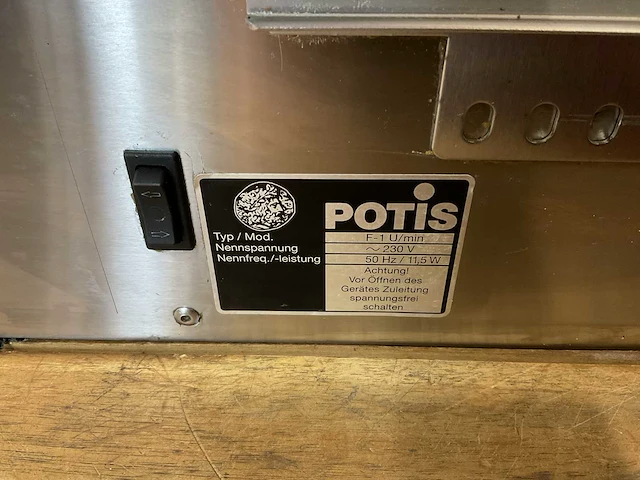 POTIS
Typ / Mod. F-1 U/min
Nennspannung ~ 230 V
Nennfreq./-leistung 50 Hz / 11,5 W
Achtung!
Vor Öffnen des
Gerätes Zuleitung
spannungsfrei
schalten